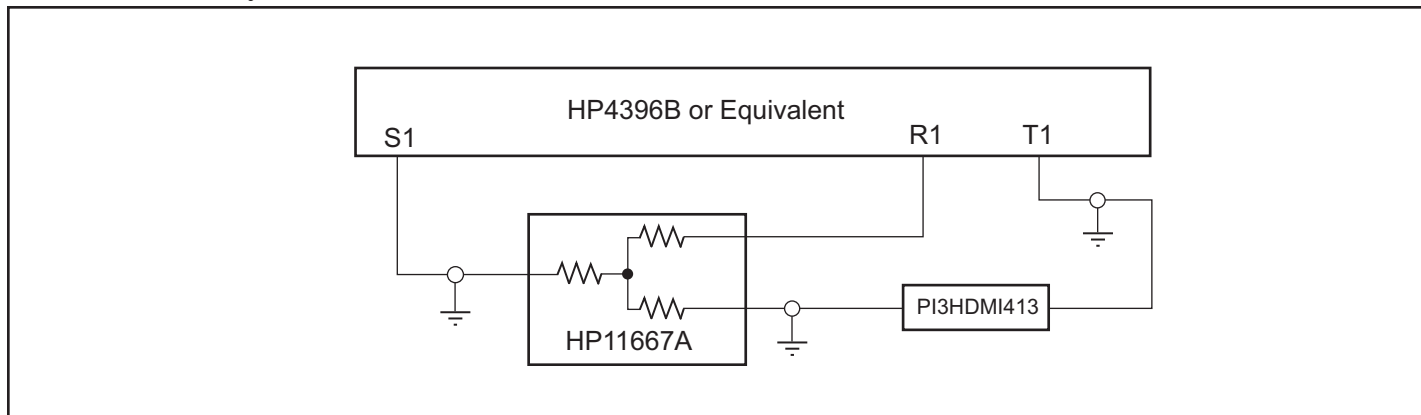 HP4396B or Equivalent
S1
R1
T1
PI3HDMI413
HP11667A